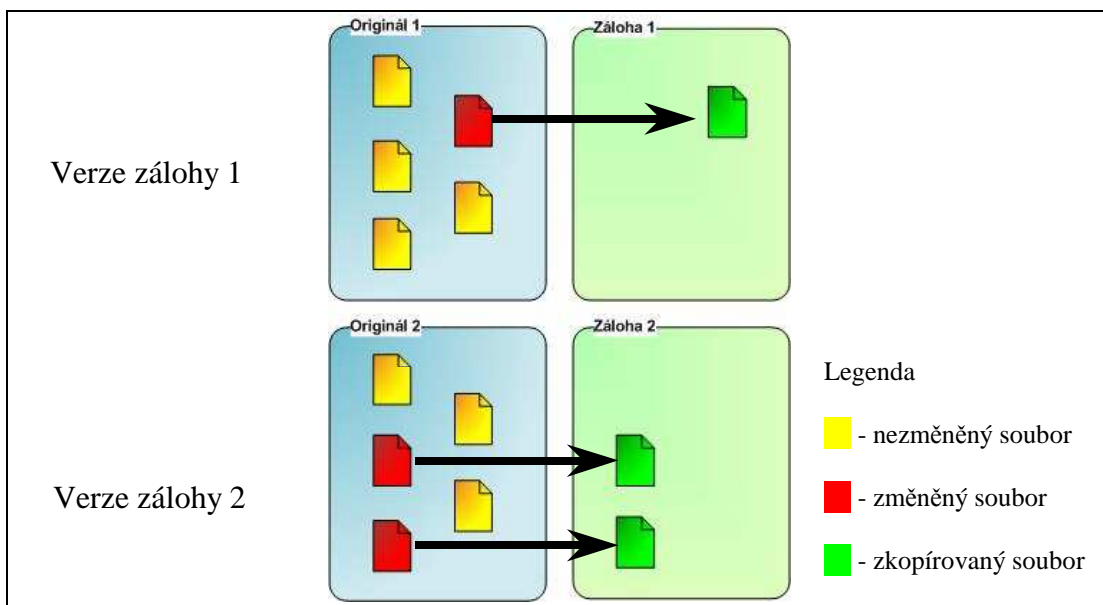 Originál 1
Záloha 1
Verze zálohy 1
Originál 2
Záloha 2
Verze zálohy 2
Legenda
- nezměněný soubor
- změněný soubor
- zkopírovaný soubor